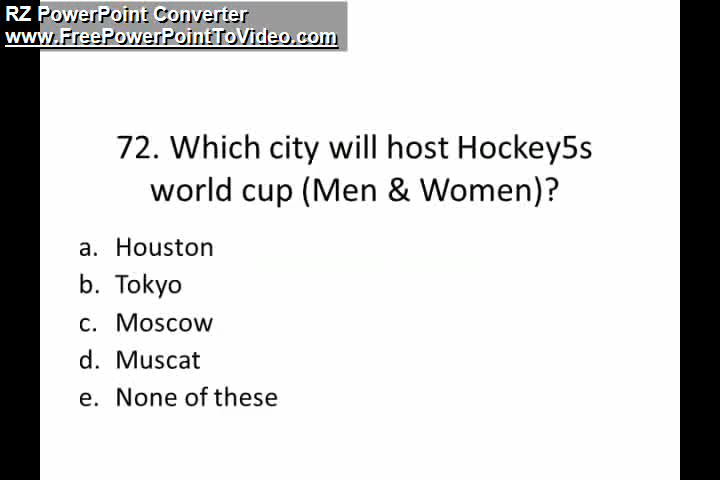 RZ PowerPoint Converter
www.FreePowerPointToVideo.com
72. Which city will host Hockey5s
world cup (Men & Women)?
a. Houston
b. Tokyo
c. Moscow
d. Muscat
e. None of these